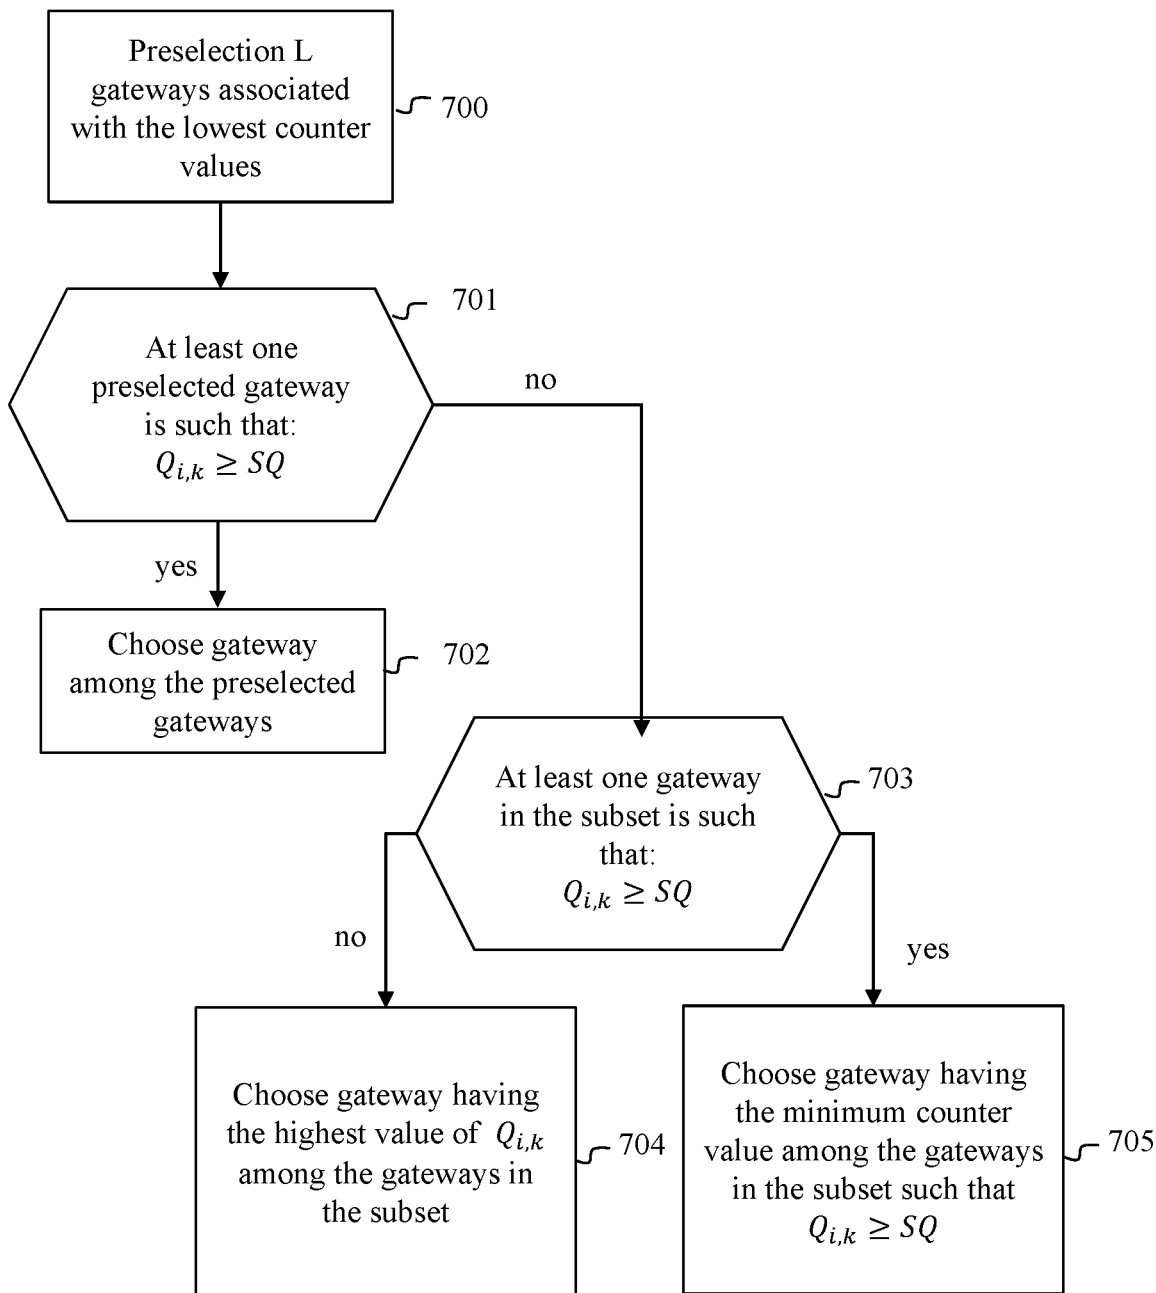 Preselection L
gateways associated
with the lowest counter
values
700
At least one
preselected gateway
is such that:
Q_{i,k} ≥ SQ
701
no
yes
Choose gateway
among the preselected
gateways
702
At least one gateway
in the subset is such
that:
Q_{i,k} ≥ SQ
703
no
yes
Choose gateway having
the highest value of Q_{i,k}
among the gateways in
the subset
704
Choose gateway having
the minimum counter
value among the gateways
in the subset such that
Q_{i,k} ≥ SQ
705